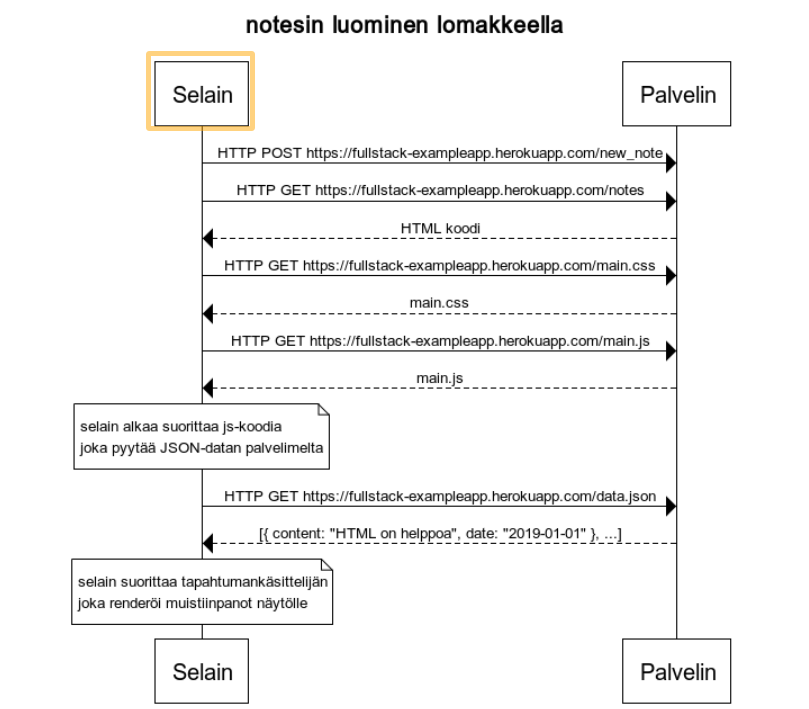 notesin luominen lomakkeella
Selain
Palvelin
HTTP POST https://fullstack-exampleapp.herokuapp.com/new_note
HTTP GET https://fullstack-exampleapp.herokuapp.com/notes
HTML koodi
HTTP GET https://fullstack-exampleapp.herokuapp.com/main.css
main.css
HTTP GET https://fullstack-exampleapp.herokuapp.com/main.js
main.js
selain alkaa suorittaa js-koodia
joka pyytää JSON-datan palvelimelta
HTTP GET https://fullstack-exampleapp.herokuapp.com/data.json
[{ content: "HTML on helppoa", date: "2019-01-01" }, ...]
selain suorittaa tapahtumankäsittelijän
joka renderöi muistiinpanot näytölle
Selain
Palvelin